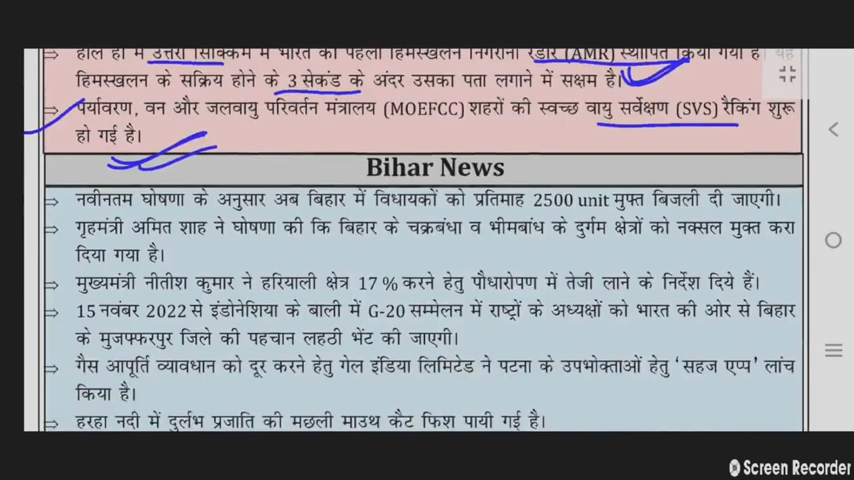 ⇒ हाल ही में उत्तरी सिक्किम में भारत का पहला हिमस्खलन निगरानी रडार (AMR) स्थापित किया गया है। यह
हिमस्खलन के सक्रिय होने के 3 सेकंड के अंदर उसका पता लगाने में सक्षम है।
⇒ पर्यावरण, वन और जलवायु परिवर्तन मंत्रालय (MOEFCC) शहरों की स्वच्छ वायु सर्वेक्षण (SVS) रैकिंग शुरू
हो गई है।
Bihar News
⇒ नवीनतम घोषणा के अनुसार अब बिहार में विधायकों को प्रतिमाह 2500 unit मुफ्त बिजली दी जाएगी।
⇒ गृहमंत्री अमित शाह ने घोषणा की कि बिहार के चक्रबंधा व भीमबांध के दुर्गम क्षेत्रों को नक्सल मुक्त करा
दिया गया है।
⇒ मुख्यमंत्री नीतीश कुमार ने हरियाली क्षेत्र 17 % करने हेतु पौधारोपण में तेजी लाने के निर्देश दिये हैं।
⇒ 15 नवंबर 2022 से इंडोनेशिया के बाली में G-20 सम्मेलन में राष्ट्रों के अध्यक्षों को भारत की ओर से बिहार
के मुजफ्फरपुर जिले की पहचान लहठी भेंट की जाएगी।
⇒ गैस आपूर्ति व्यावधान को दूर करने हेतु गेल इंडिया लिमिटेड ने पटना के उपभोक्ताओं हेतु ‘सहज एप्प’ लांच
किया है।
⇒ हरहा नदी में दुर्लभ प्रजाति की मछली माउथ कैट फिश पायी गई है।
Screen Recorder